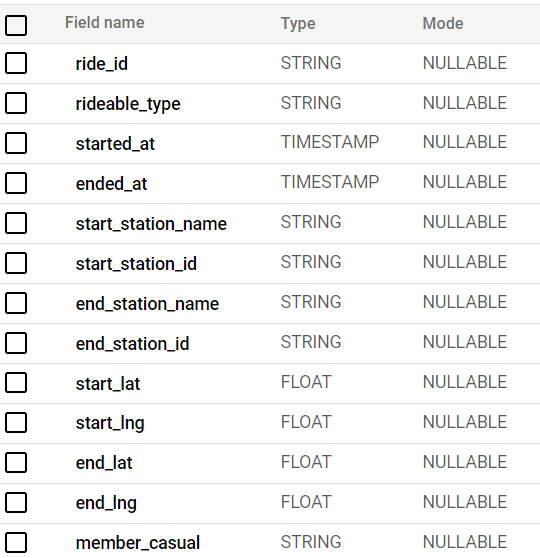 Field name Type Mode
ride_id STRING NULLABLE
rideable_type STRING NULLABLE
started_at TIMESTAMP NULLABLE
ended_at TIMESTAMP NULLABLE
start_station_name STRING NULLABLE
start_station_id STRING NULLABLE
end_station_name STRING NULLABLE
end_station_id STRING NULLABLE
start_lat FLOAT NULLABLE
start_lng FLOAT NULLABLE
end_lat FLOAT NULLABLE
end_lng FLOAT NULLABLE
member_casual STRING NULLABLE